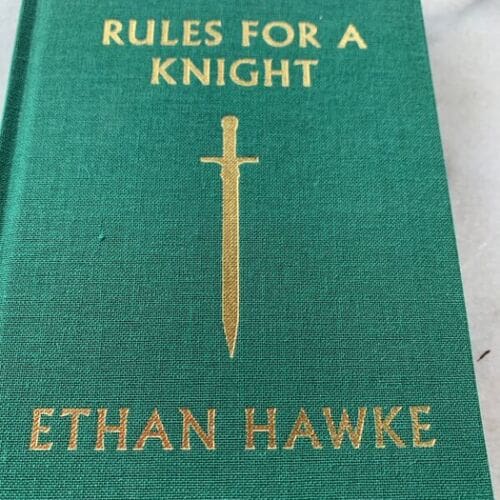 RULES FOR A
KNIGHT
ETHAN HAWKE